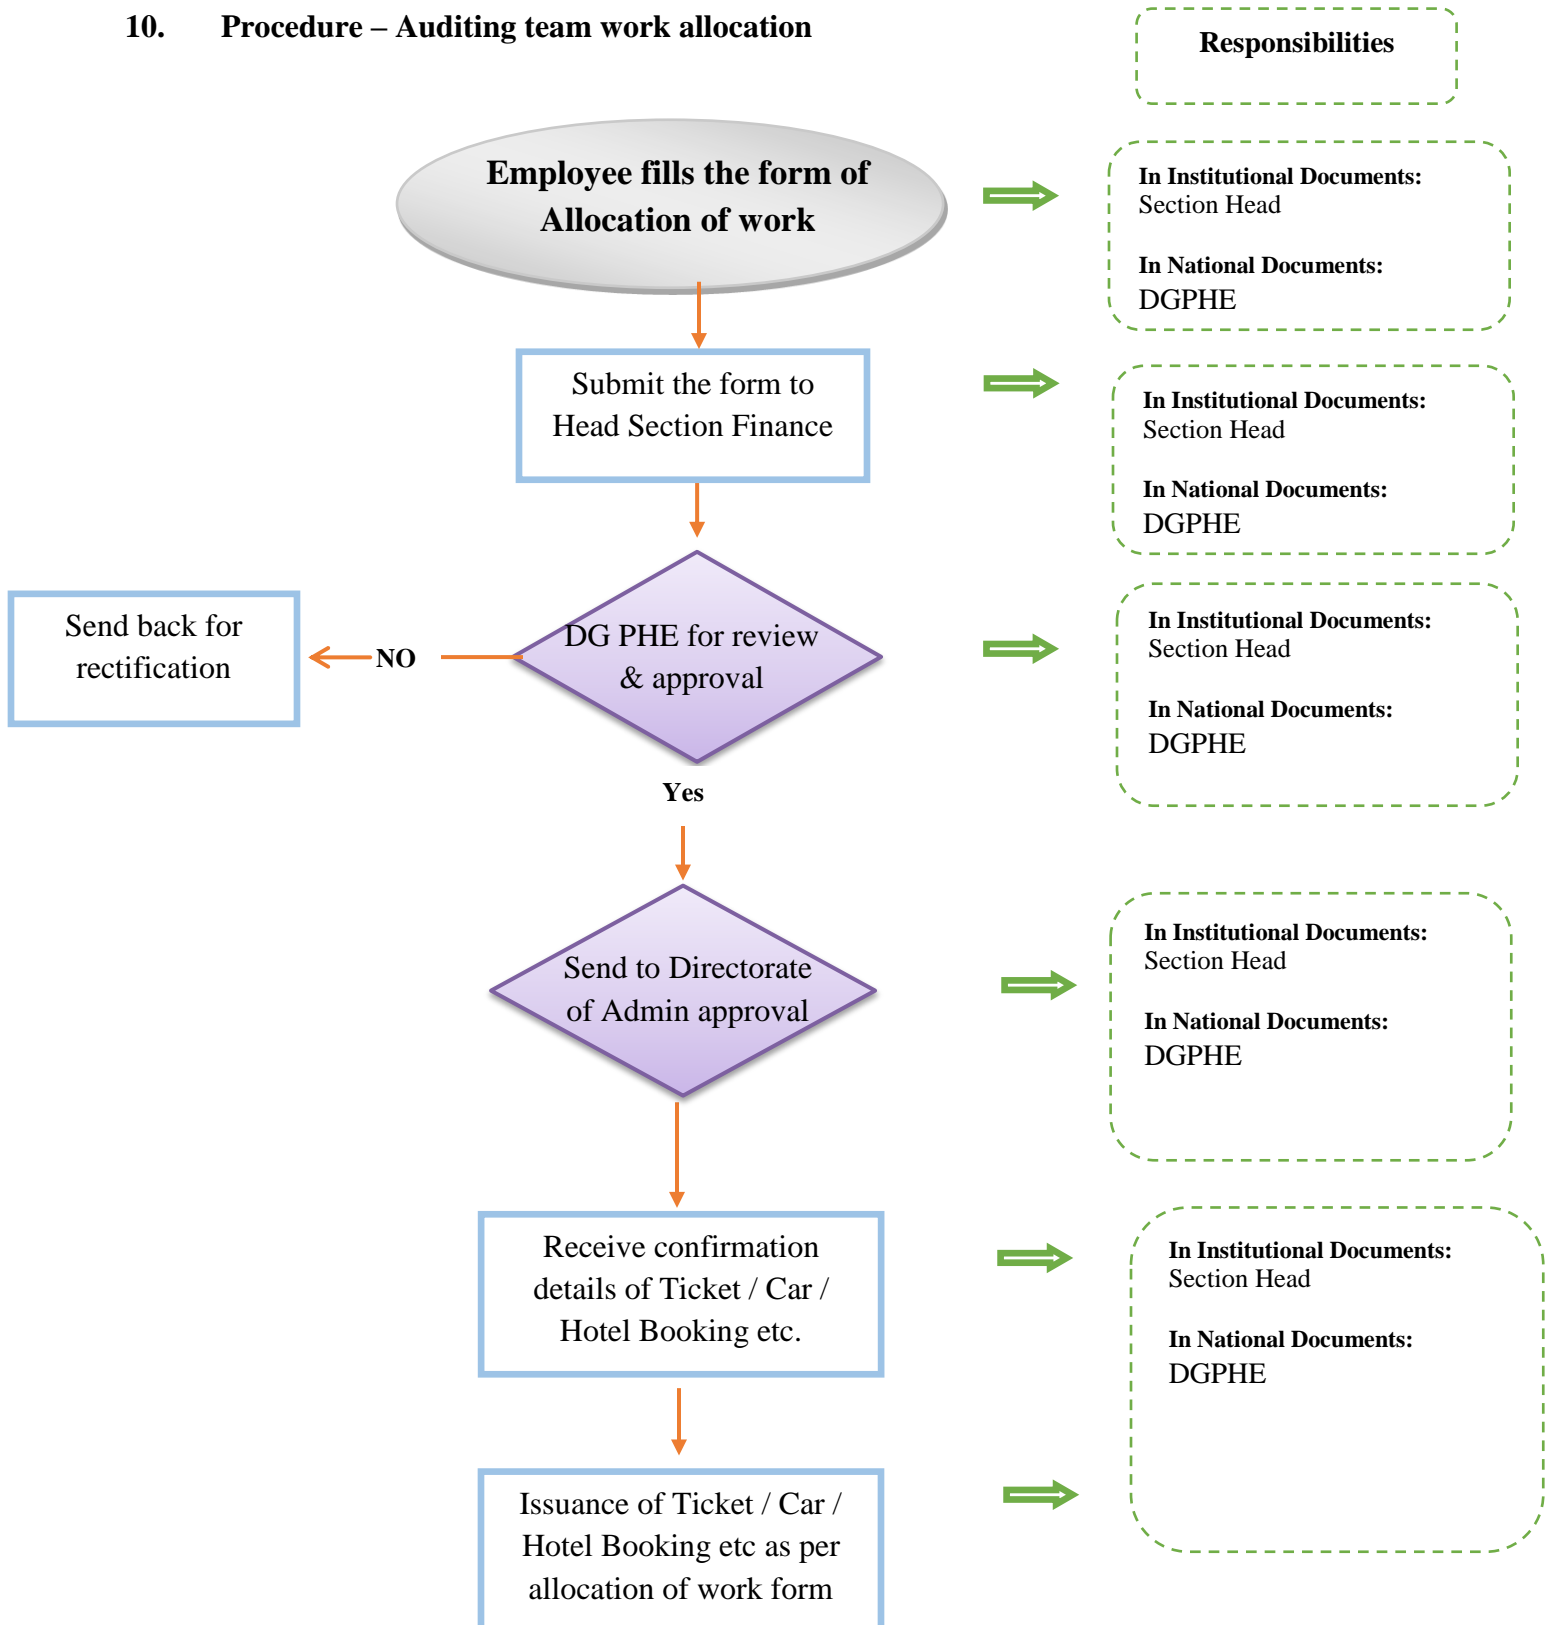 10. Procedure – Auditing team work allocation
Responsibilities
Employee fills the form of
Allocation of work
In Institutional Documents:
Section Head
In National Documents:
DGPHE
Submit the form to
Head Section Finance
In Institutional Documents:
Section Head
In National Documents:
DGPHE
Send back for
rectification
NO
DG PHE for review
& approval
In Institutional Documents:
Section Head
In National Documents:
DGPHE
Yes
Send to Directorate
of Admin approval
In Institutional Documents:
Section Head
In National Documents:
DGPHE
Receive confirmation
details of Ticket / Car /
Hotel Booking etc.
In Institutional Documents:
Section Head
In National Documents:
DGPHE
Issuance of Ticket / Car /
Hotel Booking etc as per
allocation of work form